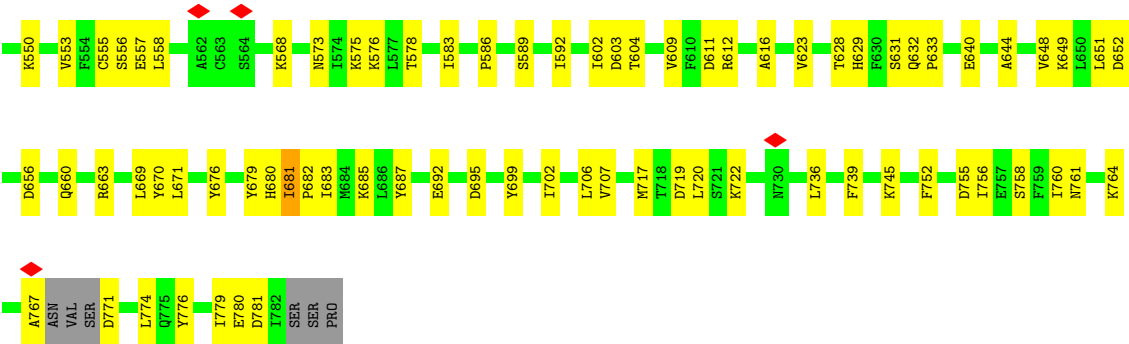 K550 V553 F554 C555 S556 E557 L558 A562 C563 S564 K568 N573 I574 K575 K576 L577 T578 I583 P586 S589 I592 I602 D603 T604 V609 F610 D611 R612 A616 V623 T628 H629 F630 S631 Q632 P633 E640 A644 V648 K649 L650 L651 D652
D656 Q660 R663 L669 Y670 L671 Y676 Y679 H680 I681 P682 I683 M684 K685 L686 Y687 E692 D695 Y699 I702 L706 V707 M717 T718 D719 L720 S721 K722 N730 L736 F739 K745 F752 D755 I756 E757 S758 F759 I760 N761 K764
A767 ASN VAL SER D771 L774 Q775 Y776 I779 E780 D781 I782 SER SER PRO